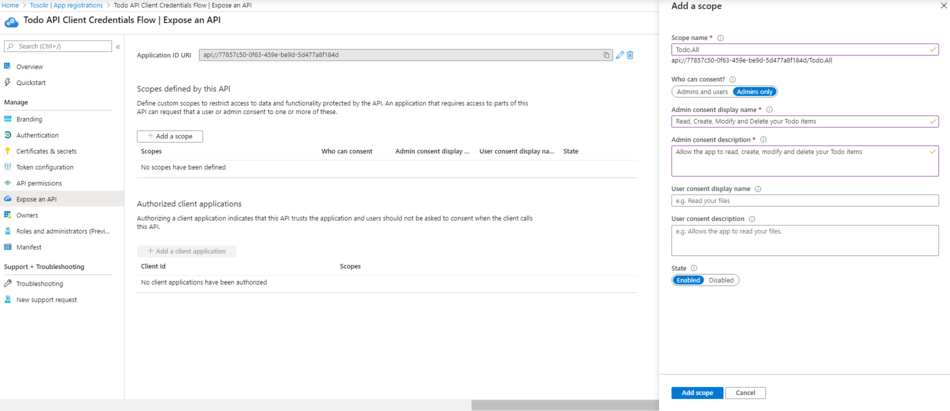 Home > Tosokr | App registrations > Todo API Client Credentials Flow | Expose an API
Todo API Client Credentials Flow | Expose an API
Search (Ctrl+/)
«
Overview
Quickstart
Manage
Branding
Authentication
Certificates & secrets
Token configuration
API permissions
Expose an API
Owners
Roles and administrators (Previ...
Manifest
Support + Troubleshooting
Troubleshooting
New support request
Application ID URI
api://77857c50-0f63-459e-be9d-5d477a8f184d
Scopes defined by this API
Define custom scopes to restrict access to data and functionality protected by the API. An application that requires access to parts of this
API can request that a user or admin consent to one or more of these.
+ Add a scope
Scopes Who can consent Admin consent display ... User consent display na... State
No scopes have been defined
Authorized client applications
Authorizing a client application indicates that this API trusts the application and users should not be asked to consent when the client calls
this API.
+ Add a client application
Client Id Scopes
No client applications have been authorized
Add a scope
Scope name *
Todo.All
api://77857c50-0f63-459e-be9d-5d477a8f184d/Todo.All
Who can consent?
Admins and users Admins only
Admin consent display name *
Read, Create, Modify and Delete your Todo items
Admin consent description *
Allow the app to read, create, modify and delete your Todo items
User consent display name
e.g. Read your files
User consent description
e.g. Allows the app to read your files.
State
Enabled Disabled
Add scope Cancel